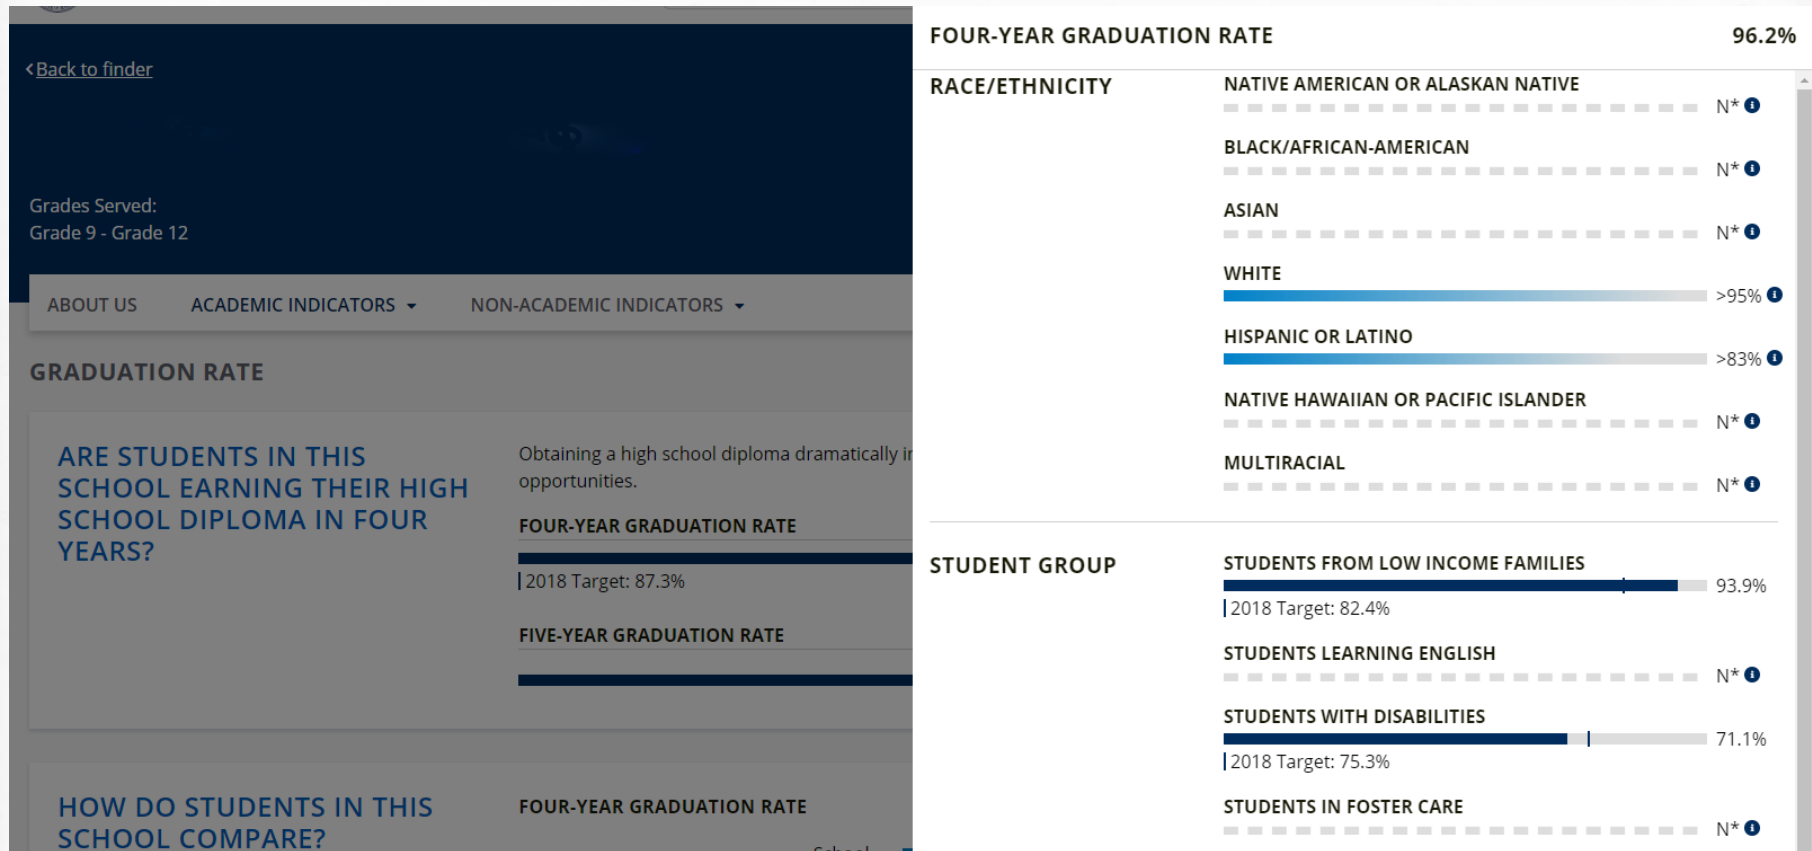 Back to finder
Grades Served:
Grade 9 - Grade 12
ABOUT US
ACADEMIC INDICATORS
NON-ACADEMIC INDICATORS
GRADUATION RATE
ARE STUDENTS IN THIS
SCHOOL EARNING THEIR HIGH
SCHOOL DIPLOMA IN FOUR
YEARS?
Obtaining a high school diploma dramatically
opportunities.
FOUR-YEAR GRADUATION RATE
2018 Target: 87.3%
FIVE-YEAR GRADUATION RATE
HOW DO STUDENTS IN THIS
SCHOOL COMPARE?
FOUR-YEAR GRADUATION RATE
FOUR-YEAR GRADUATION RATE 96.2%
RACE/ETHNICITY
NATIVE AMERICAN OR ALASKAN NATIVE
N*
BLACK/AFRICAN-AMERICAN
N*
ASIAN
N*
WHITE
>95%
HISPANIC OR LATINO
>83%
NATIVE HAWAIIAN OR PACIFIC ISLANDER
N*
MULTIRACIAL
N*
STUDENT GROUP
STUDENTS FROM LOW INCOME FAMILIES
93.9%
2018 Target: 82.4%
STUDENTS LEARNING ENGLISH
N*
STUDENTS WITH DISABILITIES
71.1%
2018 Target: 75.3%
STUDENTS IN FOSTER CARE
N*